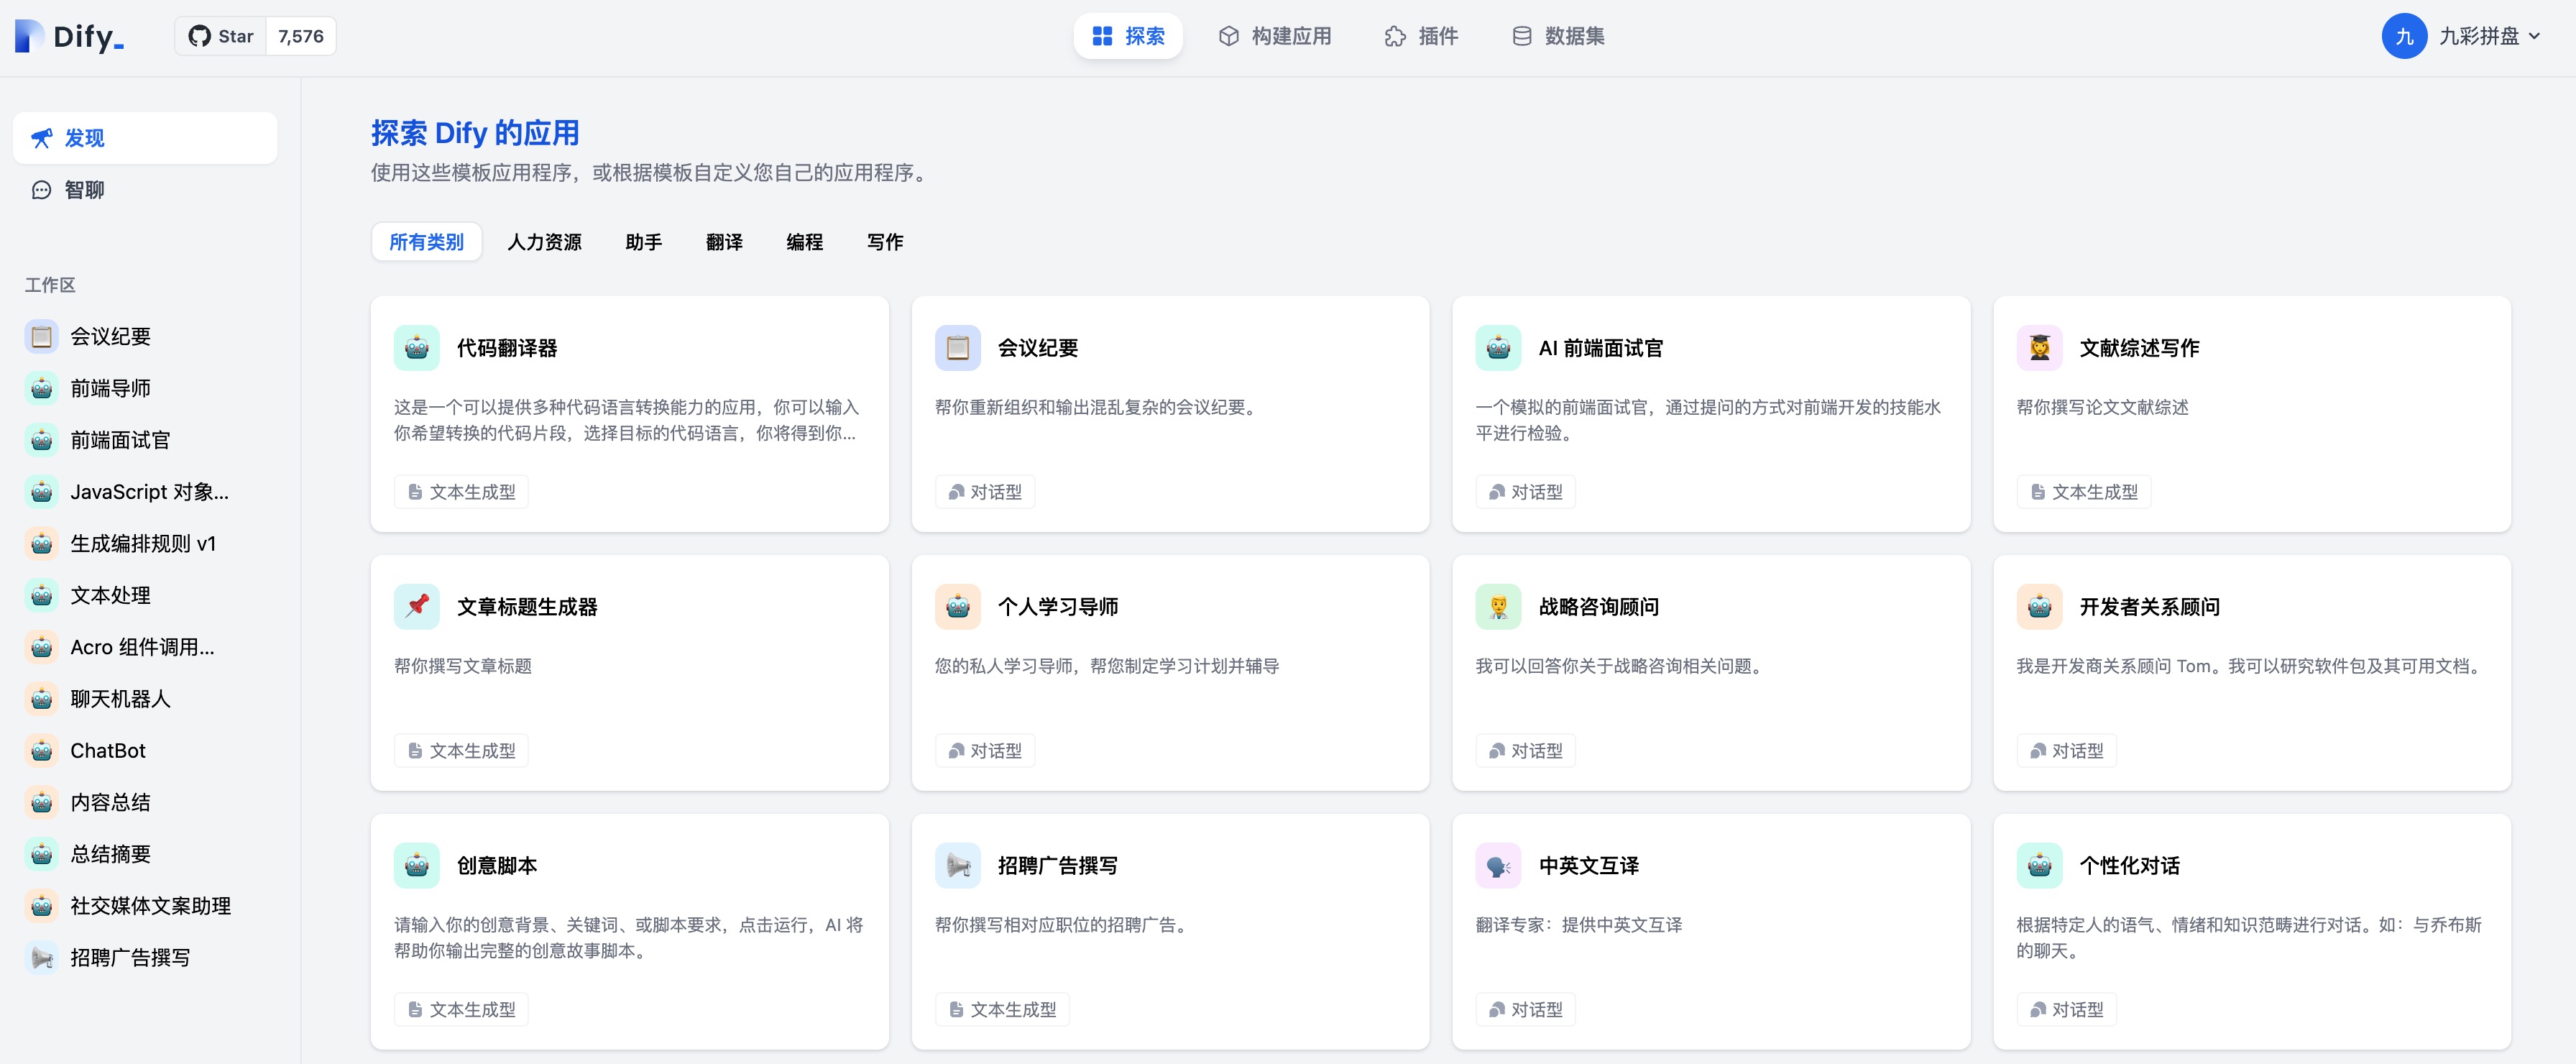 Dify_
Star 7,576
探索
构建应用
插件
数据集
九 九彩拼盘
发现
智聊
工作区
会议纪要
前端导师
前端面试官
JavaScript 对象...
生成编排规则 v1
文本处理
Acro 组件调用...
聊天机器人
ChatBot
内容总结
总结摘要
社交媒体文案助理
招聘广告撰写
探索 Dify 的应用
使用这些模板应用程序，或根据模板自定义您自己的应用程序。
所有类别 人力资源 助手 翻译 编程 写作
代码翻译器
这是一个可以提供多种代码语言转换能力的应用，你可以输入
你希望转换的代码片段，选择目标的代码语言，你将得到你...
文本生成型
会议纪要
帮你重新组织和输出混乱复杂的会议纪要。
对话型
AI 前端面试官
一个模拟的前端面试官，通过提问的方式对前端开发的技能水
平进行检验。
对话型
文献综述写作
帮你撰写论文文献综述
文本生成型
文章标题生成器
帮你撰写文章标题
文本生成型
个人学习导师
您的私人学习导师，帮您制定学习计划并辅导
对话型
战略咨询顾问
我可以回答你关于战略咨询相关问题。
对话型
开发者关系顾问
我是开发商关系顾问 Tom。我可以研究软件包及其可用文档。
对话型
创意脚本
请输入你的创意背景、关键词、或脚本要求，点击运行，AI 将
帮助你输出完整的创意故事脚本。
文本生成型
招聘广告撰写
帮你撰写相对应职位的招聘广告。
文本生成型
中英文互译
翻译专家：提供中英文互译
对话型
个性化对话
根据特定人的语气、情绪和知识范畴进行对话。如：与乔布斯
的聊天。
对话型